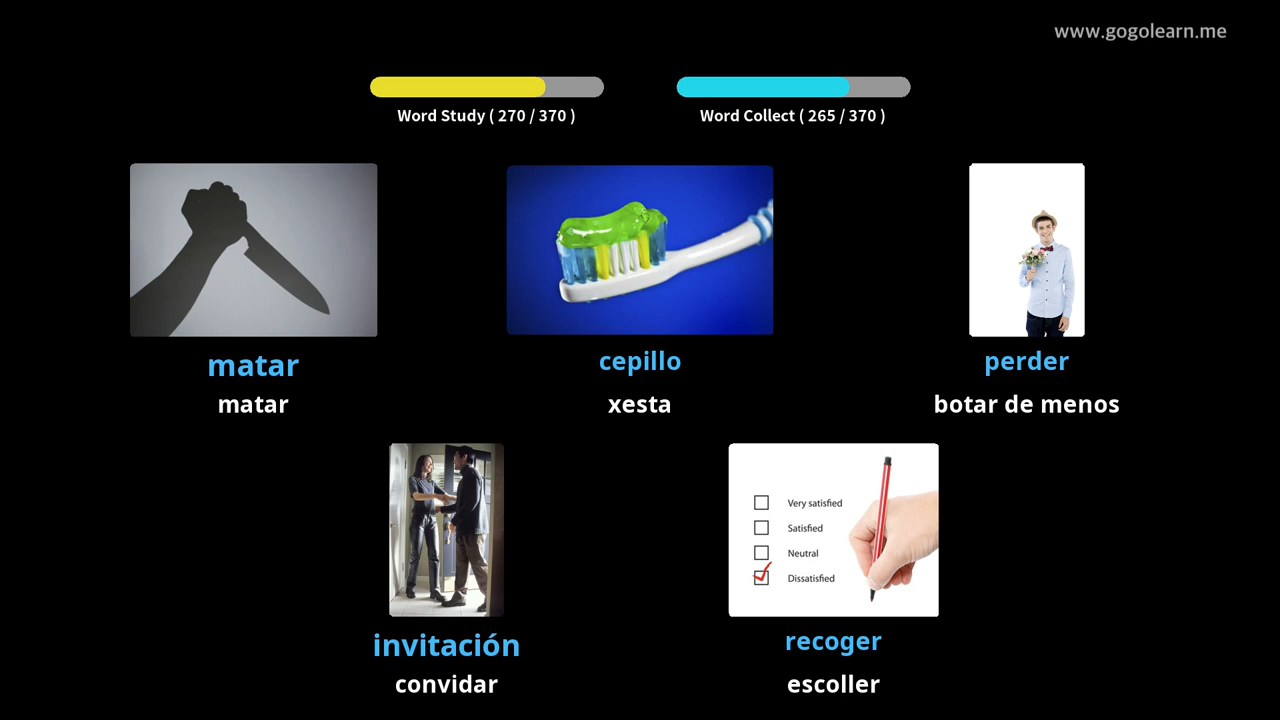 www.gogolearn.me
Word Study ( 270 / 370 )
Word Collect ( 265 / 370 )
matar
matar
cepillo
xesta
perder
botar de menos
invitación
convidar
Very satisfied
Satisfied
Neutral
Dissatisfied
recoger
escoller